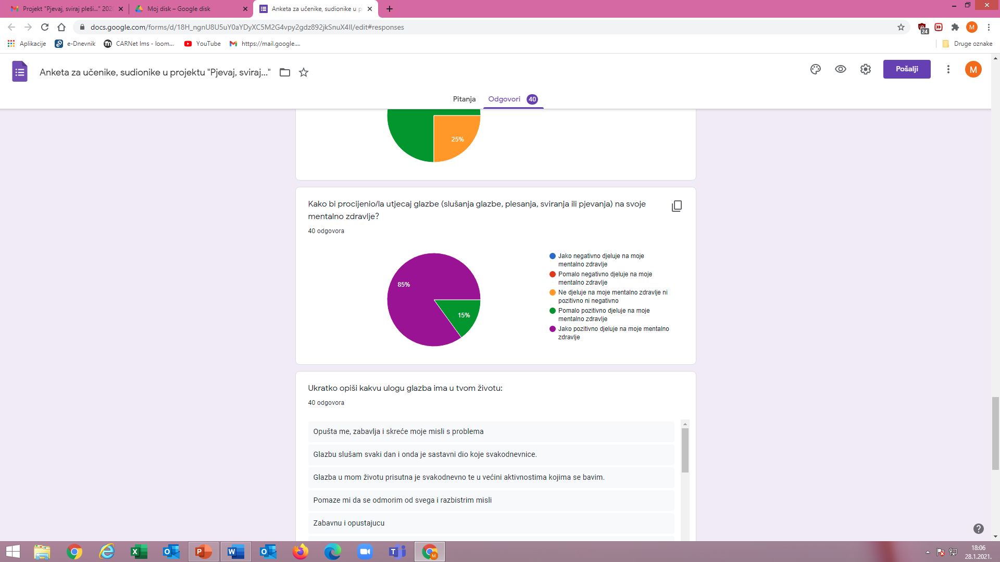 Projekt "Pjevaj, sviraj pleši..." 202
Moj disk – Google disk
Anketa za učenike, sudionike u p
docs.google.com/forms/d/18H_ngnU8U5uY0aYDyXC5M2G4vpy2gdz892jkSnuX4II/edit#responses
24
M
Aplikacije
e-Dnevnik
CARNet lms - loom...
YouTube
https://mail.google....
Druge oznake
Anketa za učenike, sudionike u projektu "Pjevaj, sviraj..."
Pošalji
M
Pitanja
Odgovori 40
25%
Kako bi procijenio/la utjecaj glazbe (slušanja glazbe, plesanja, sviranja ili pjevanja) na svoje
mentalno zdravlje?
40 odgovora
85%
15%
Jako negativno djeluje na moje
mentalno zdravlje
Pomalo negativno djeluje na moje
mentalno zdravlje
Ne djeluje na moje mentalno zdravlje ni
pozitivno ni negativno
Pomalo pozitivno djeluje na moje
mentalno zdravlje
Jako pozitivno djeluje na moje mentalno
zdravlje
Ukratko opiši kakvu ulogu glazba ima u tvom životu:
40 odgovora
Opušta me, zabavlja i skreće moje misli s problema
Glazbu slušam svaki dan i onda je sastavni dio koje svakodnevnice.
Glazba u mom životu prisutna je svakodnevno te u većini aktivnostima kojima se bavim.
Pomaze mi da se odmorim od svega i razbistrim misli
Zabavnu i opustajucu
18:06
28.1.2021.